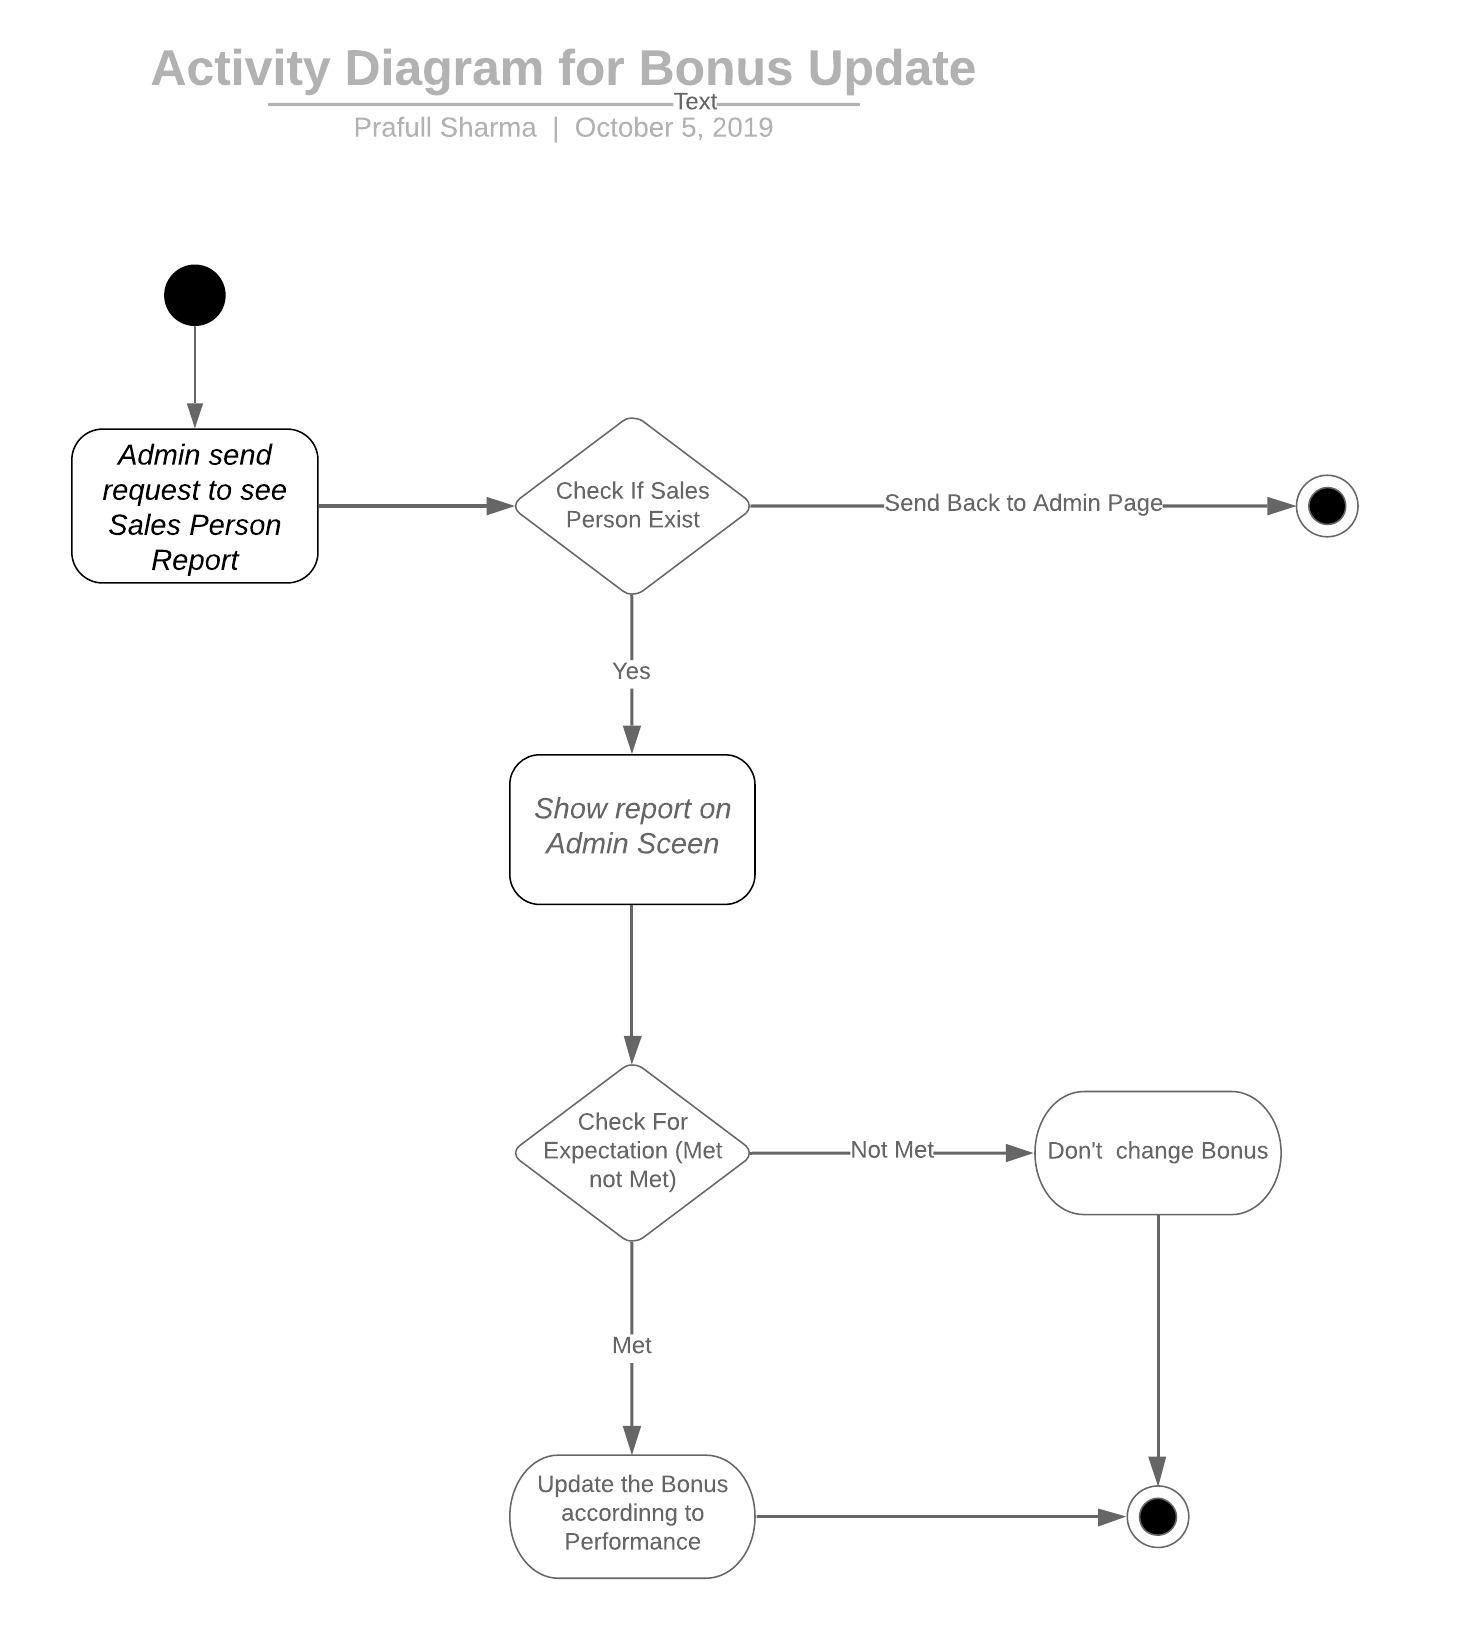 Activity Diagram for Bonus Update
Text
Prafull Sharma  |  October 5, 2019
Admin send
request to see
Sales Person
Report
Check If Sales
Person Exist
Send Back to Admin Page
Yes
Show report on
Admin Sceen
Check For
Expectation (Met
not Met)
Not Met
Don't  change Bonus
Met
Update the Bonus
accordinng to
Performance